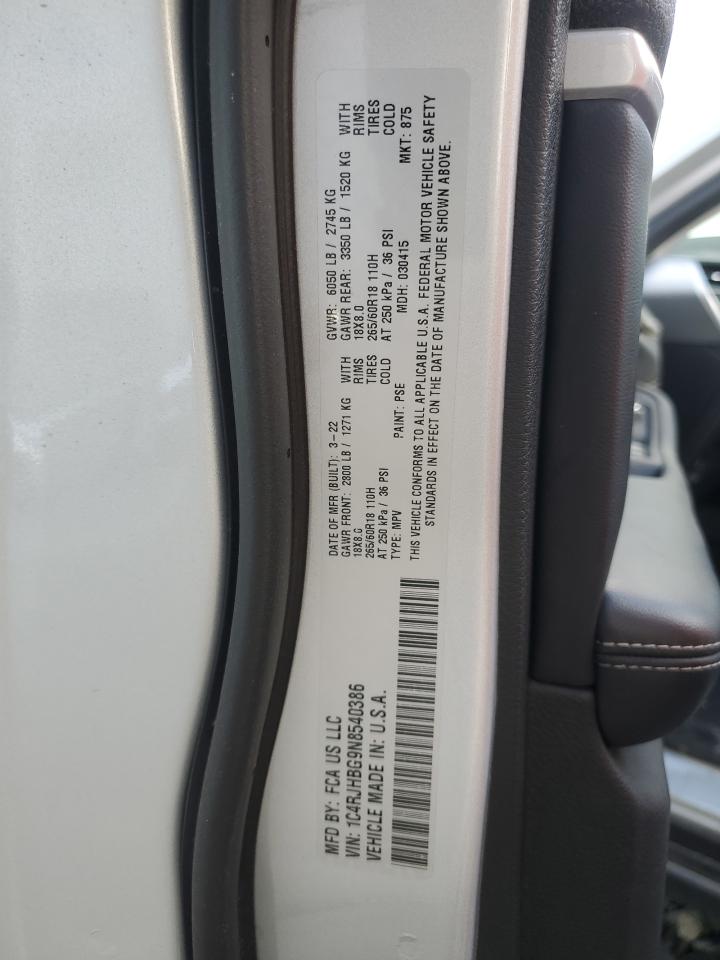 MFD BY: FCA US LLC
VIN: 1C4RJHBG9N8540386
VEHICLE MADE IN: U.S.A.
DATE OF MFR (BUILT): 3-22
GAWR FRONT: 2800 LB / 1271 KG WITH
18X8.0 RIMS
265/60R18 110H TIRES
AT 250 kPa / 36 PSI COLD
TYPE: MPV PAINT: PSE
GVWR: 6050 LB / 2745 KG
GAWR REAR: 3350 LB / 1520 KG WITH
18X8.0 RIMS
265/60R18 110H TIRES
AT 250 kPa / 36 PSI COLD
MDH: 030415 MKT: 875
THIS VEHICLE CONFORMS TO ALL APPLICABLE U.S.A. FEDERAL MOTOR VEHICLE SAFETY
STANDARDS IN EFFECT ON THE DATE OF MANUFACTURE SHOWN ABOVE.